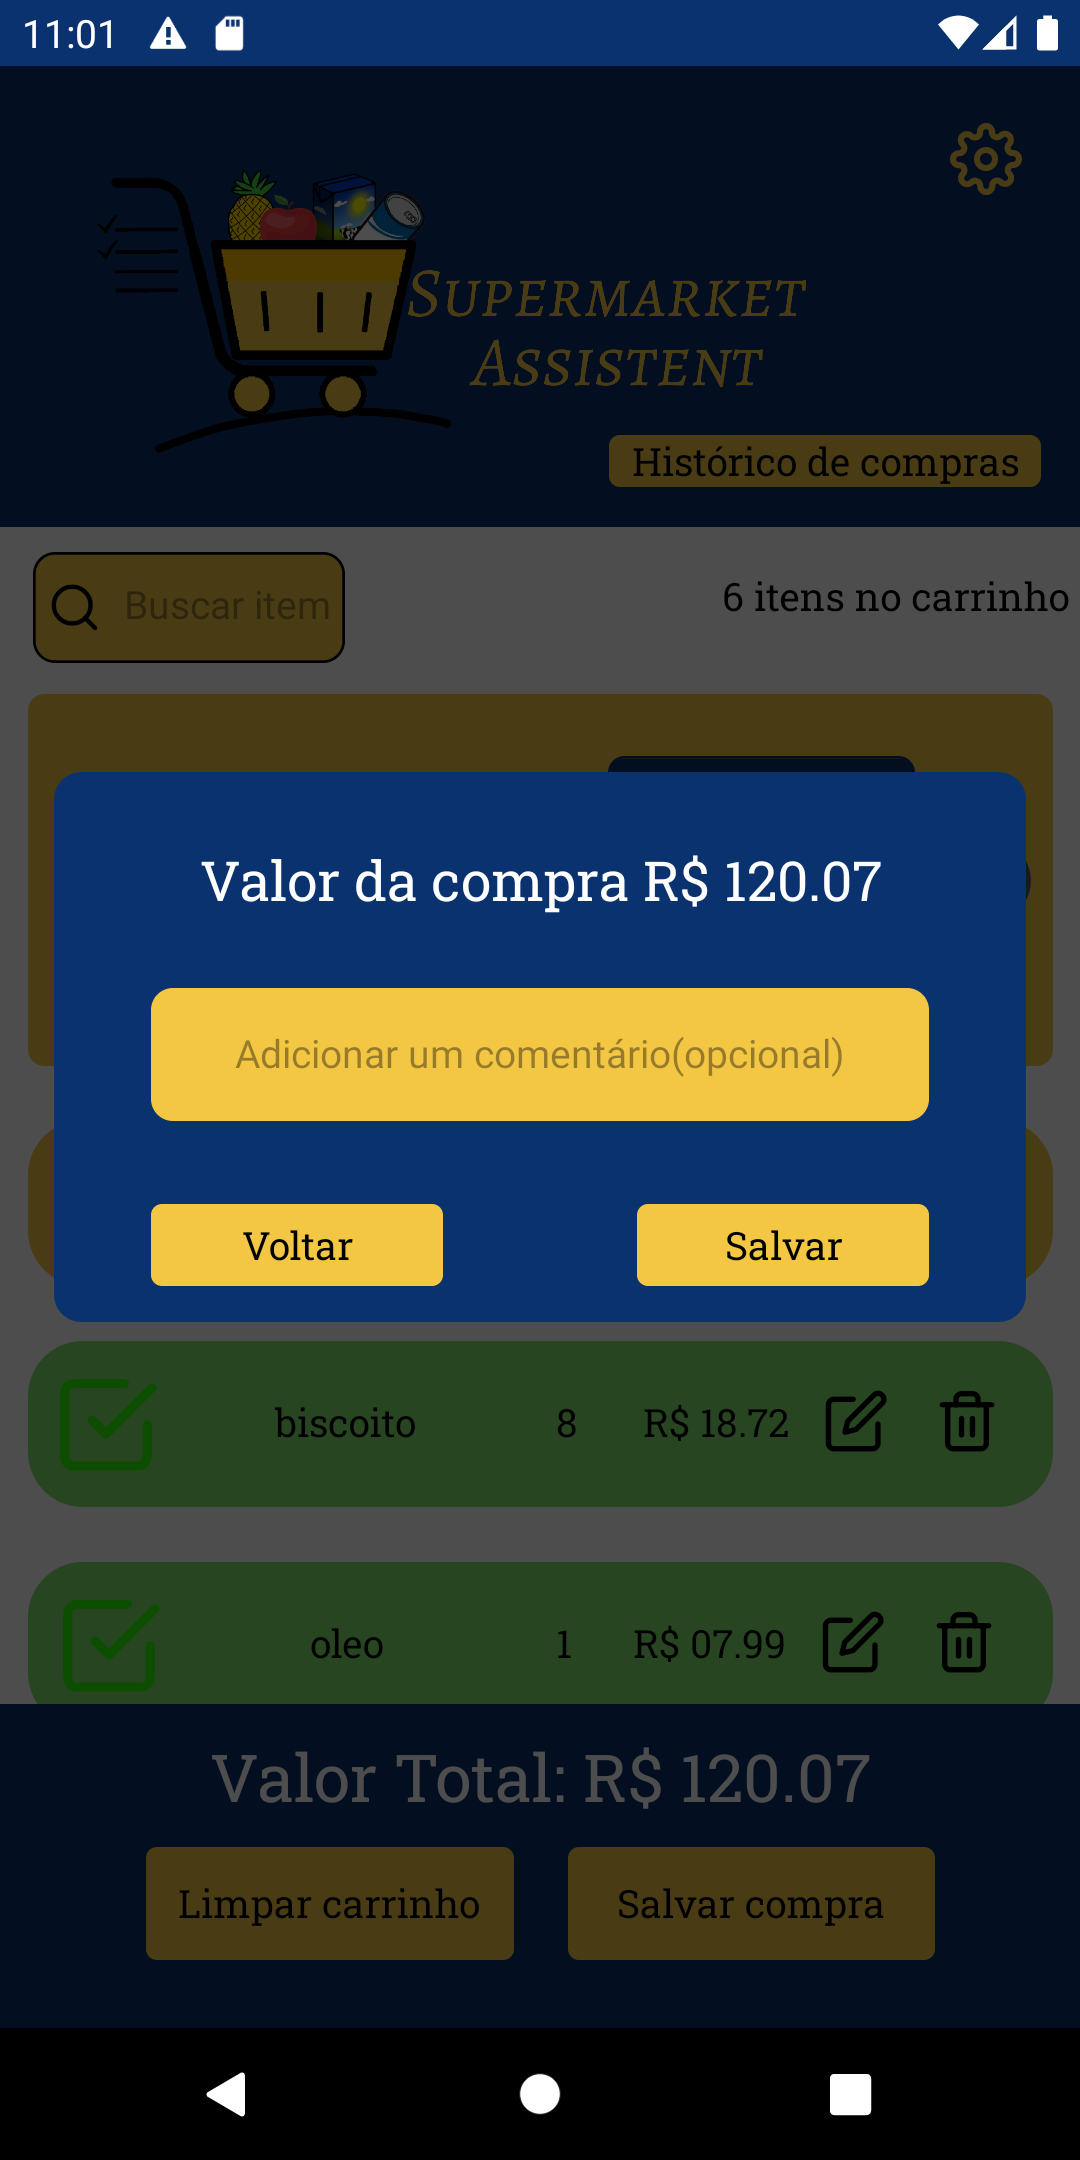 11:01
SUPERMARKET
ASSISTENT
Histórico de compras
Buscar item
6 itens no carrinho
Valor da compra R$ 120.07
Adicionar um comentário(opcional)
Voltar Salvar
biscoito 8 R$ 18.72
oleo 1 R$ 07.99
Valor Total: R$ 120.07
Limpar carrinho Salvar compra